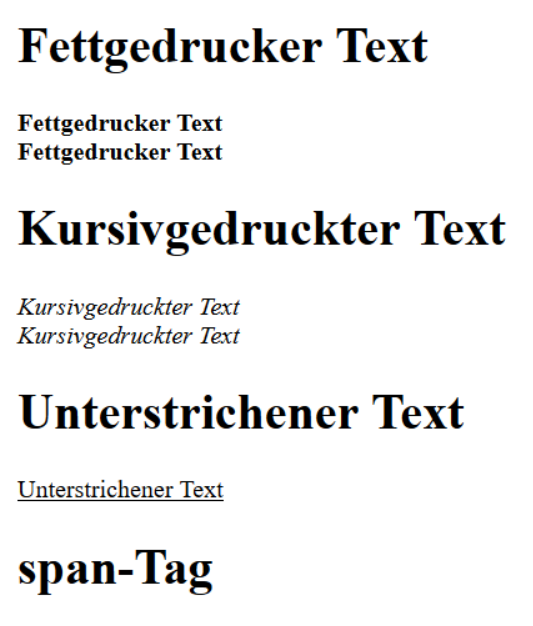 Fettgedrucker Text
Fettgedrucker Text
Fettgedrucker Text
Kursivgedruckter Text
Kursivgedruckter Text
Kursivgedruckter Text
Unterstrichener Text
Unterstrichener Text
span-Tag